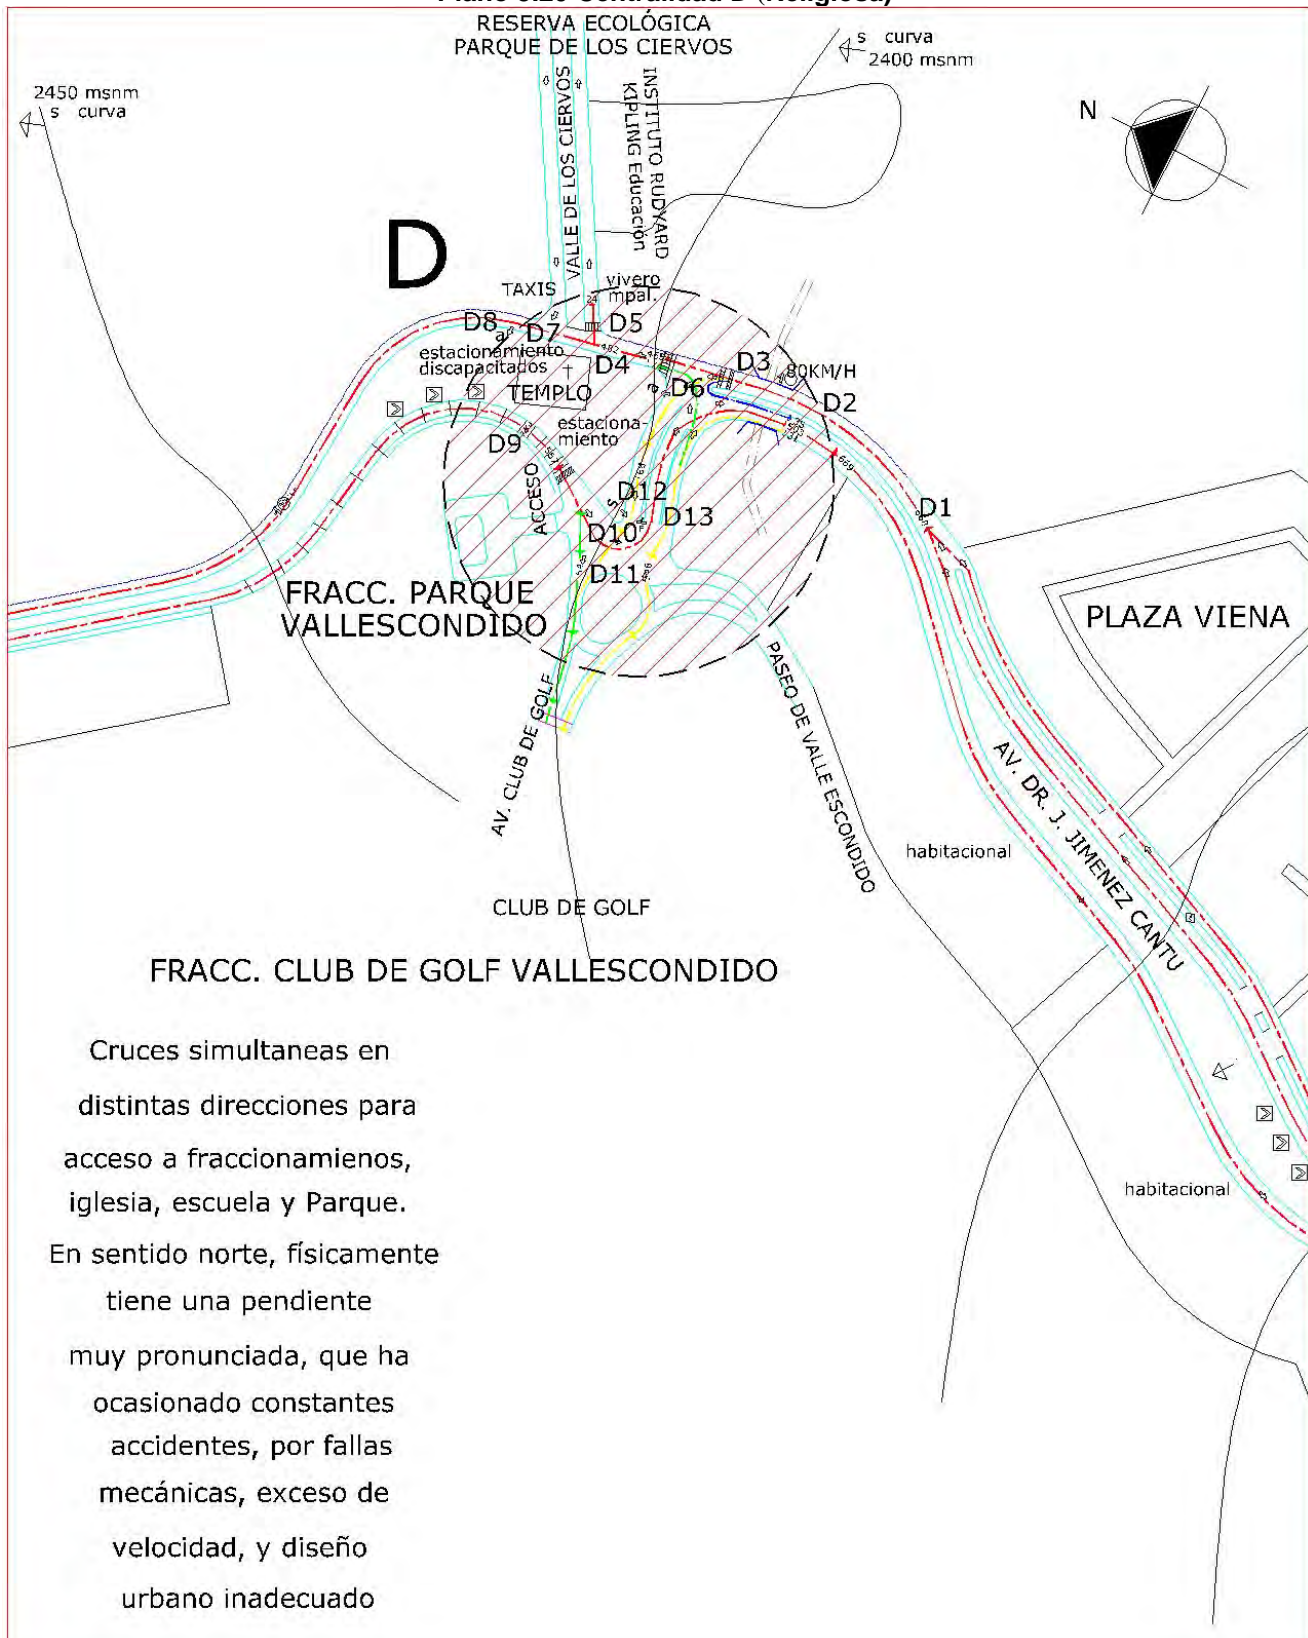 RESERVA ECOLÓGICA
PARQUE DE LOS CIERVOS
s curva
2400 msnm
2450 msnm
s curva
N
VALLE DE LOS CIERVOS
INSTITUTO RUDYARD
KIPLING Educación
D
TAXIS
vivero
mpal.
24
D8
a
D7
D5
estacionamiento
discapacitados
D4
D3
80KM/H
TEMPLO
D6
a
D2
estaciona-
miento
D9
ACCESO
669
D12
s
D13
D1
D10
D11
FRACC. PARQUE
VALLESCONDIDO
PLAZA VIENA
AV. CLUB DE GOLF
PASEO DE VALLE ESCONDIDO
AV. DR. J. JIMENEZ CANTU
habitacional
CLUB DE GOLF
FRACC. CLUB DE GOLF VALLESCONDIDO
habitacional
Cruces simultaneas en
distintas direcciones para
acceso a fraccionamienos,
iglesia, escuela y Parque.
En sentido norte, físicamente
tiene una pendiente
muy pronunciada, que ha
ocasionado constantes
accidentes, por fallas
mecánicas, exceso de
velocidad, y diseño
urbano inadecuado